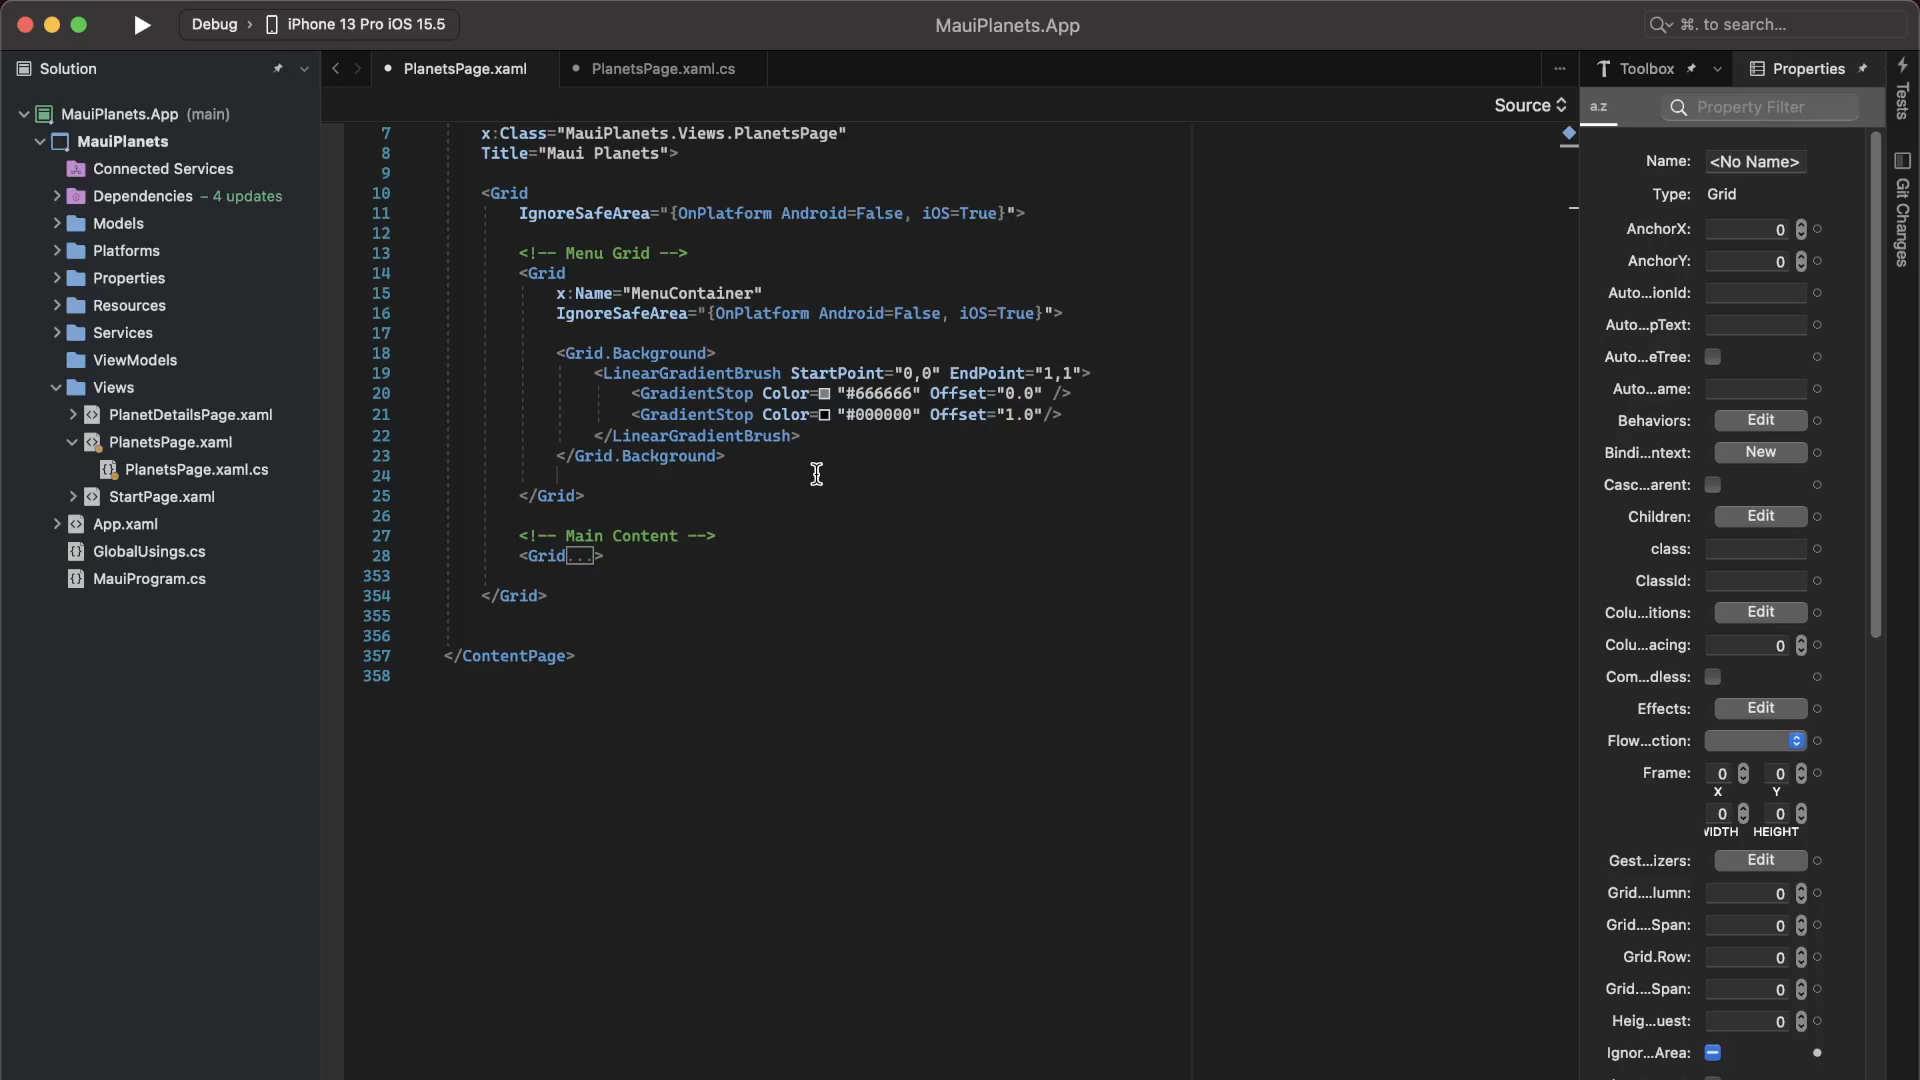 Debug › iPhone 13 Pro iOS 15.5
MauiPlanets.App
⌘. to search...
Solution
PlanetsPage.xaml
PlanetsPage.xaml.cs
Toolbox
Properties
Tests
Git Changes
MauiPlanets.App (main)
MauiPlanets
Connected Services
Dependencies – 4 updates
Models
Platforms
Properties
Resources
Services
ViewModels
Views
PlanetDetailsPage.xaml
PlanetsPage.xaml
PlanetsPage.xaml.cs
StartPage.xaml
App.xaml
GlobalUsings.cs
MauiProgram.cs
Source
7 x:Class="MauiPlanets.Views.PlanetsPage"
8 Title="Maui Planets">
9
10 <Grid
11 IgnoreSafeArea="{OnPlatform Android=False, iOS=True}">
12
13 <!-- Menu Grid -->
14 <Grid
15 x:Name="MenuContainer"
16 IgnoreSafeArea="{OnPlatform Android=False, iOS=True}">
17
18 <Grid.Background>
19 <LinearGradientBrush StartPoint="0,0" EndPoint="1,1">
20 <GradientStop Color="#666666" Offset="0.0" />
21 <GradientStop Color="#000000" Offset="1.0"/>
22 </LinearGradientBrush>
23 </Grid.Background>
24
25 </Grid>
26
27 <!-- Main Content -->
28 <Grid...>
353
354 </Grid>
355
356
357 </ContentPage>
358
a.z
Property Filter
Name: <No Name>
Type: Grid
AnchorX: 0
AnchorY: 0
Auto...ionId:
Auto...pText:
Auto...eTree:
Auto...ame:
Behaviors: Edit
Bindi...ntext: New
Casc...arent:
Children: Edit
class:
ClassId:
Colu...itions: Edit
Colu...acing: 0
Com...dless:
Effects: Edit
Flow...ction:
Frame: 0 0
X Y
0 0
VIDTH HEIGHT
Gest...izers: Edit
Grid....lumn: 0
Grid....Span: 0
Grid.Row: 0
Grid....Span: 0
Heig...uest: 0
Ignor...Area: